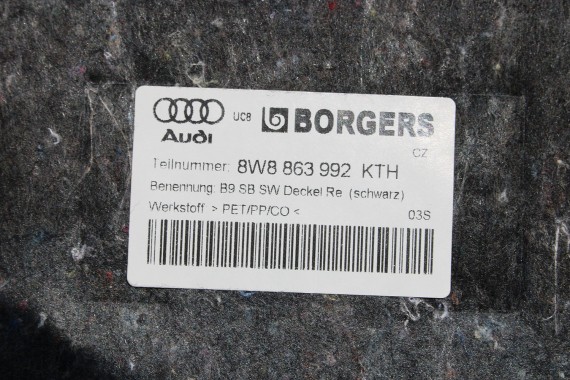 Audi UC8 BORGERS
CZ
Teilnummer: 8W8 863 992 KTH
Benennung: B9 SB SW Deckel Re (schwarz)
Werkstoff > PET/PP/CO < 03S